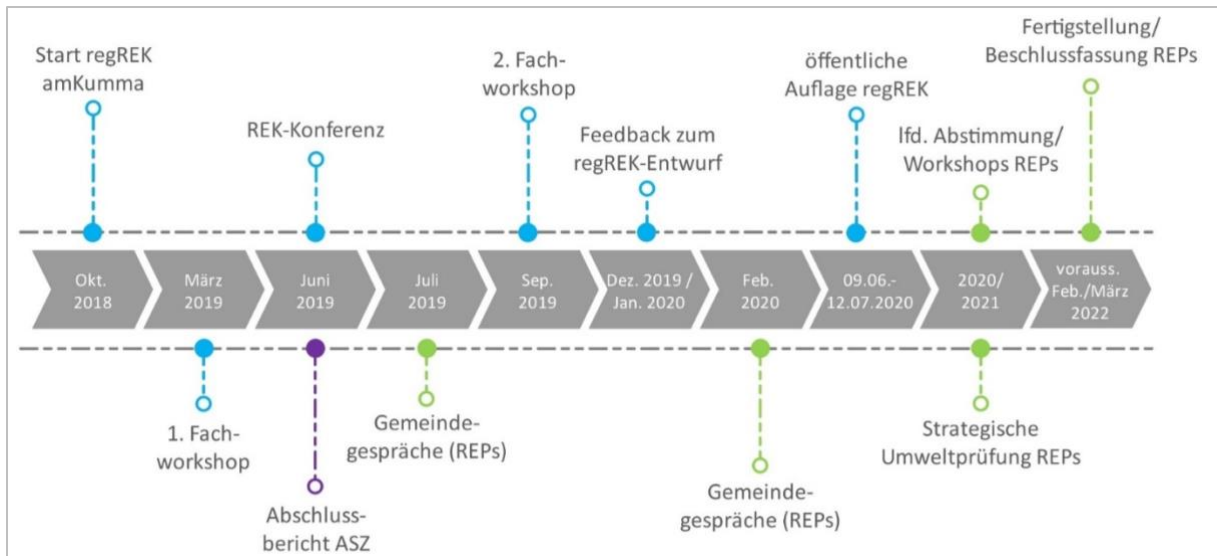 Start regREK
amKumma
REK-Konferenz
2. Fach-
workshop
Feedback zum
regREK-Entwurf
öffentliche
Auflage regREK
lfd. Abstimmung/
Workshops REPs
Fertigstellung/
Beschlussfassung REPs
Okt.
2018
März
2019
Juni
2019
Juli
2019
Sep.
2019
Dez. 2019 /
Jan. 2020
Feb.
2020
09.06.-
12.07.2020
2020/
2021
vorauss.
Feb./März
2022
1. Fach-
workshop
Abschluss-
bericht ASZ
Gemeinde-
gespräche (REPs)
Gemeinde-
gespräche (REPs)
Strategische
Umweltprüfung REPs